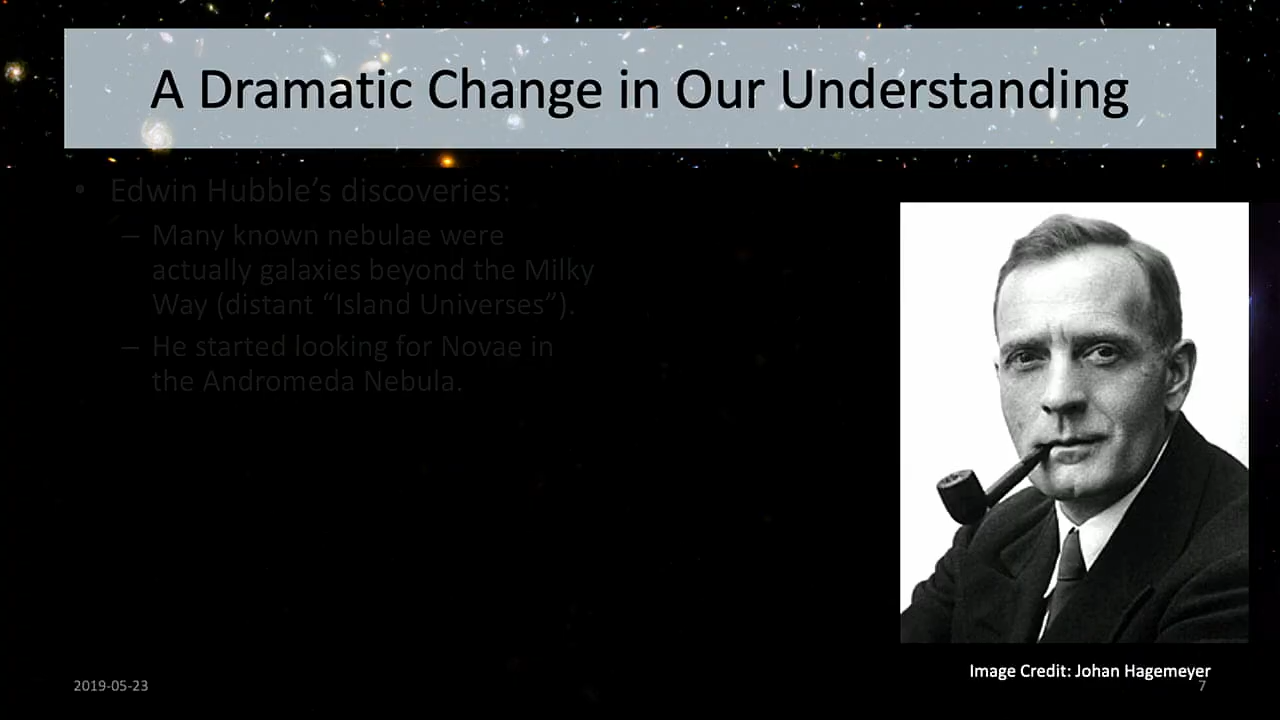 A Dramatic Change in Our Understanding
• Edwin Hubble’s discoveries:
– Many known nebulae were
actually galaxies beyond the Milky
Way (distant “Island Universes”).
– He started looking for Novae in
the Andromeda Nebula.
Image Credit: Johan Hagemeyer
2019-05-23
7